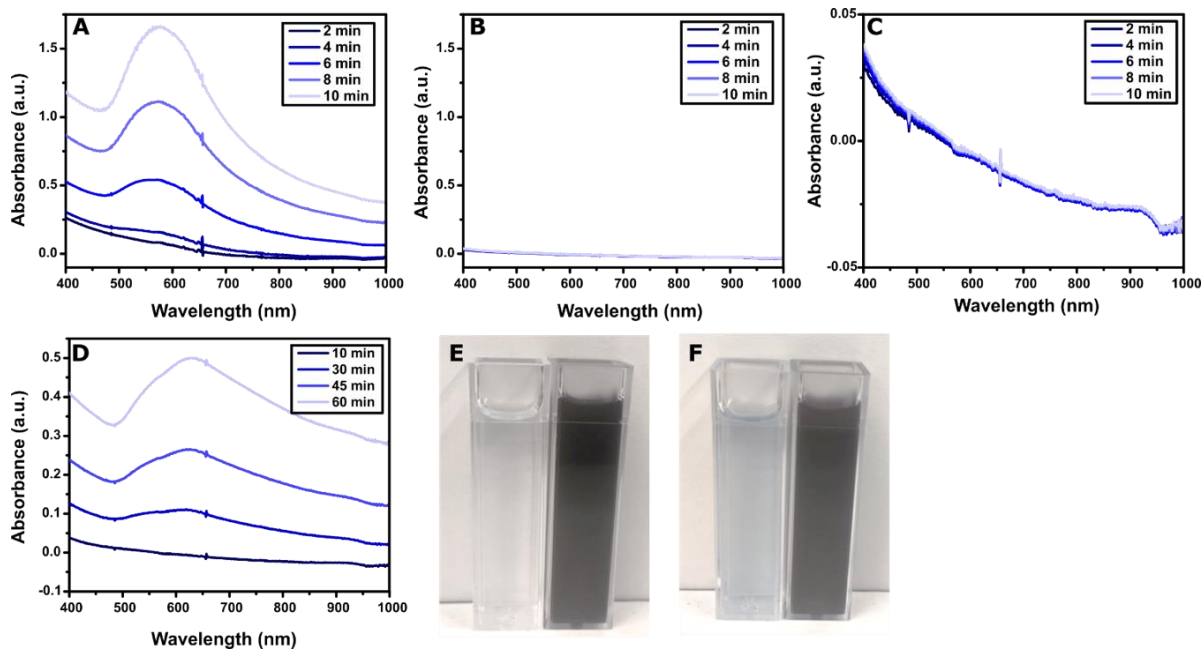 A
2 min
4 min
6 min
8 min
10 min
1.5
1.0
0.5
0.0
Absorbance (a.u.)
400 500 600 700 800 900 1000
Wavelength (nm)
B
2 min
4 min
6 min
8 min
10 min
1.5
1.0
0.5
0.0
Absorbance (a.u.)
400 500 600 700 800 900 1000
Wavelength (nm)
C
2 min
4 min
6 min
8 min
10 min
0.05
0.00
-0.05
Absorbance (a.u.)
400 500 600 700 800 900 1000
Wavelength (nm)
D
10 min
30 min
45 min
60 min
0.5
0.4
0.3
0.2
0.1
0.0
-0.1
Absorbance (a.u.)
400 500 600 700 800 900 1000
Wavelength (nm)
E
F